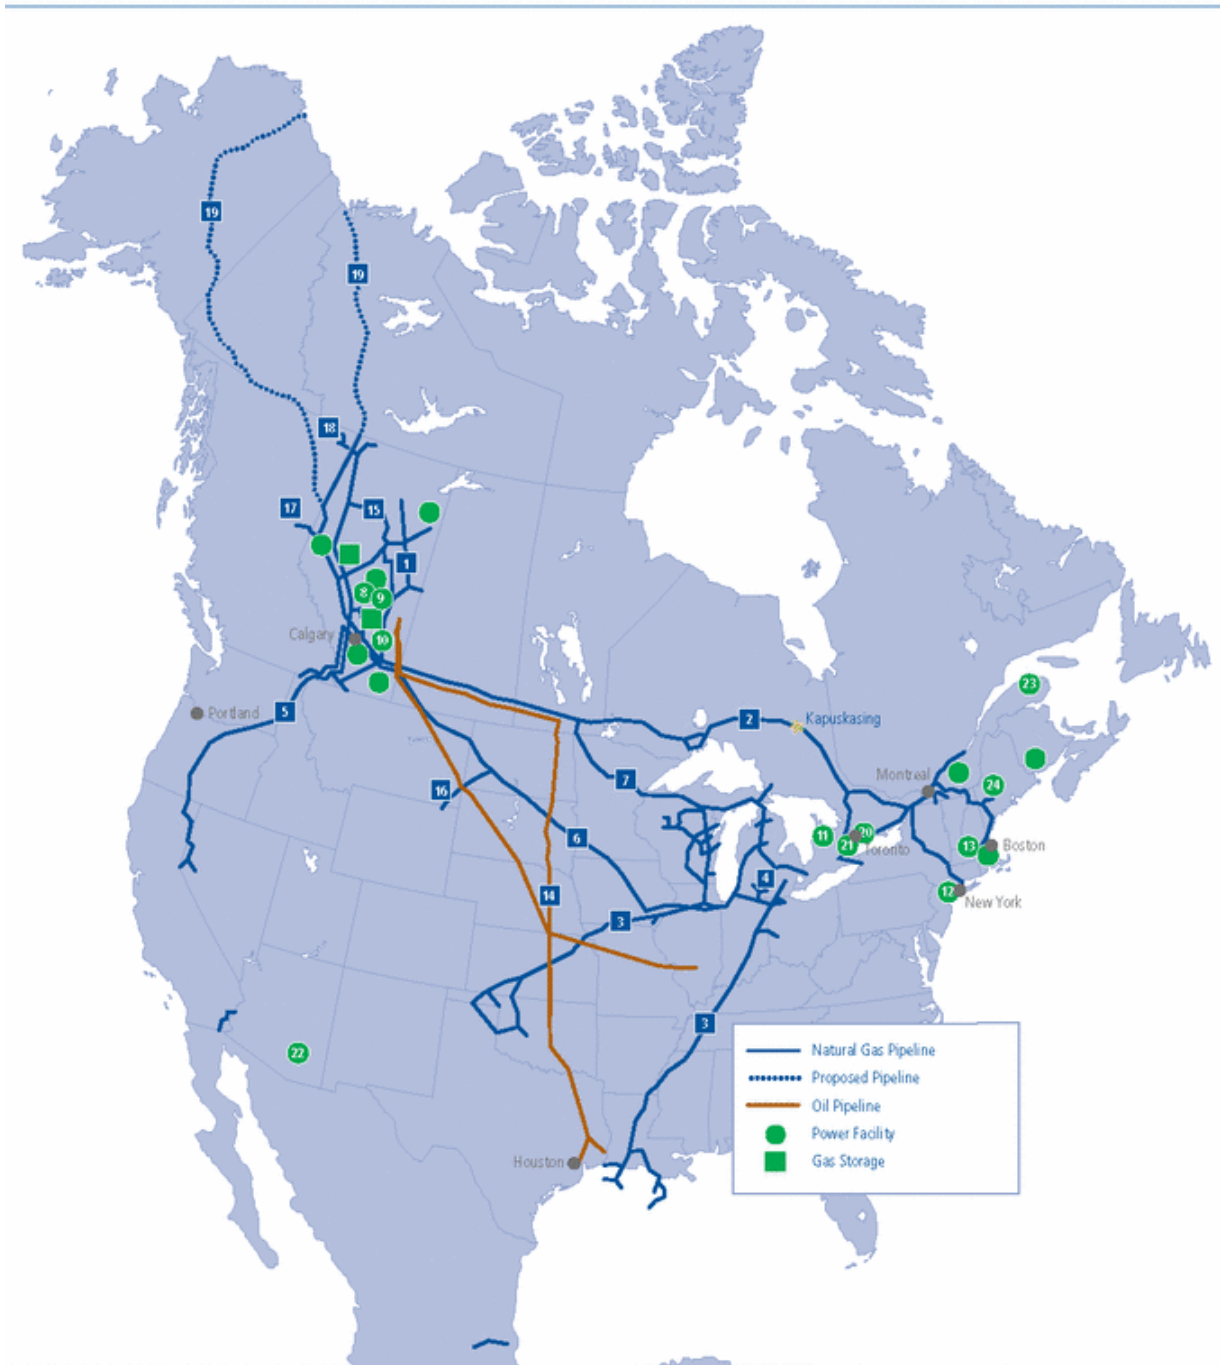 19
19
18
17
15
1
8
9
Calgary
10
23
5
Portland
2
Kapuskasing
7
Montreal
24
16
6
11
20
21
Toronto
13
Boston
4
14
12
New York
3
3
22
Natural Gas Pipeline
Proposed Pipeline
Oil Pipeline
Power Facility
Gas Storage
Houston